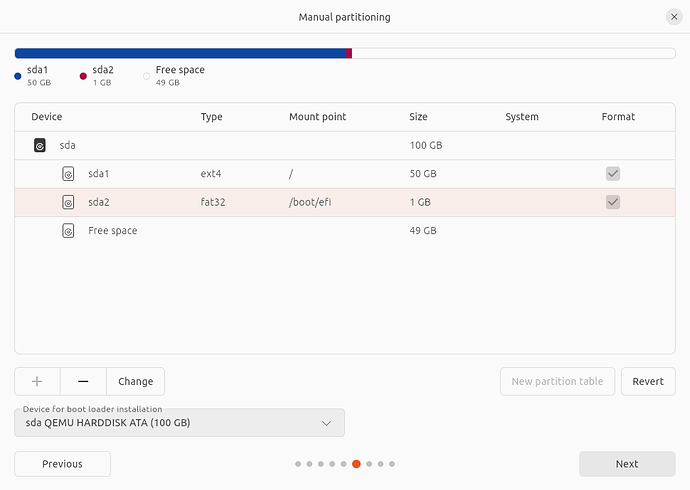 Manual partitioning
sda1 sda2 Free space
50 GB 1 GB 49 GB
Device Type Mount point Size System Format
sda 100 GB
sda1 ext4 / 50 GB
sda2 fat32 /boot/efi 1 GB
Free space 49 GB
+ − Change New partition table Revert
Device for boot loader installation
sda QEMU HARDDISK ATA (100 GB)
Previous Next